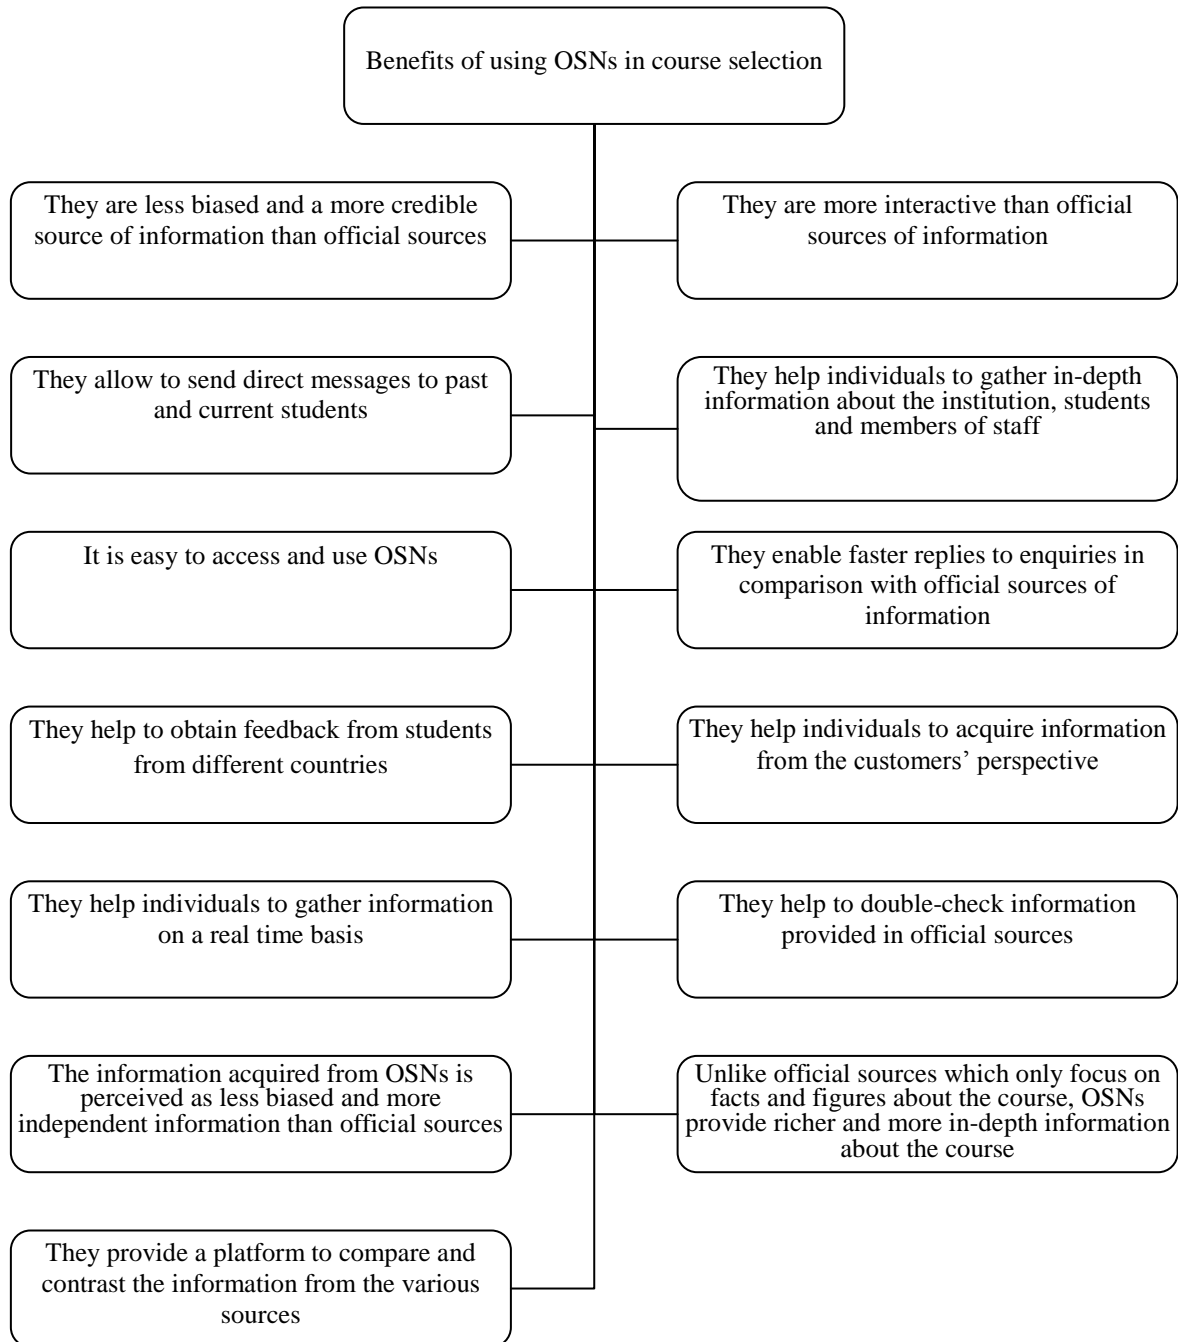 Benefits of using OSNs in course selection
They are less biased and a more credible
source of information than official sources
They are more interactive than official
sources of information
They allow to send direct messages to past
and current students
They help individuals to gather in-depth
information about the institution, students
and members of staff
It is easy to access and use OSNs
They enable faster replies to enquiries in
comparison with official sources of
information
They help to obtain feedback from students
from different countries
They help individuals to acquire information
from the customers’ perspective
They help individuals to gather information
on a real time basis
They help to double-check information
provided in official sources
The information acquired from OSNs is
perceived as less biased and more
independent information than official sources
Unlike official sources which only focus on
facts and figures about the course, OSNs
provide richer and more in-depth information
about the course
They provide a platform to compare and
contrast the information from the various
sources